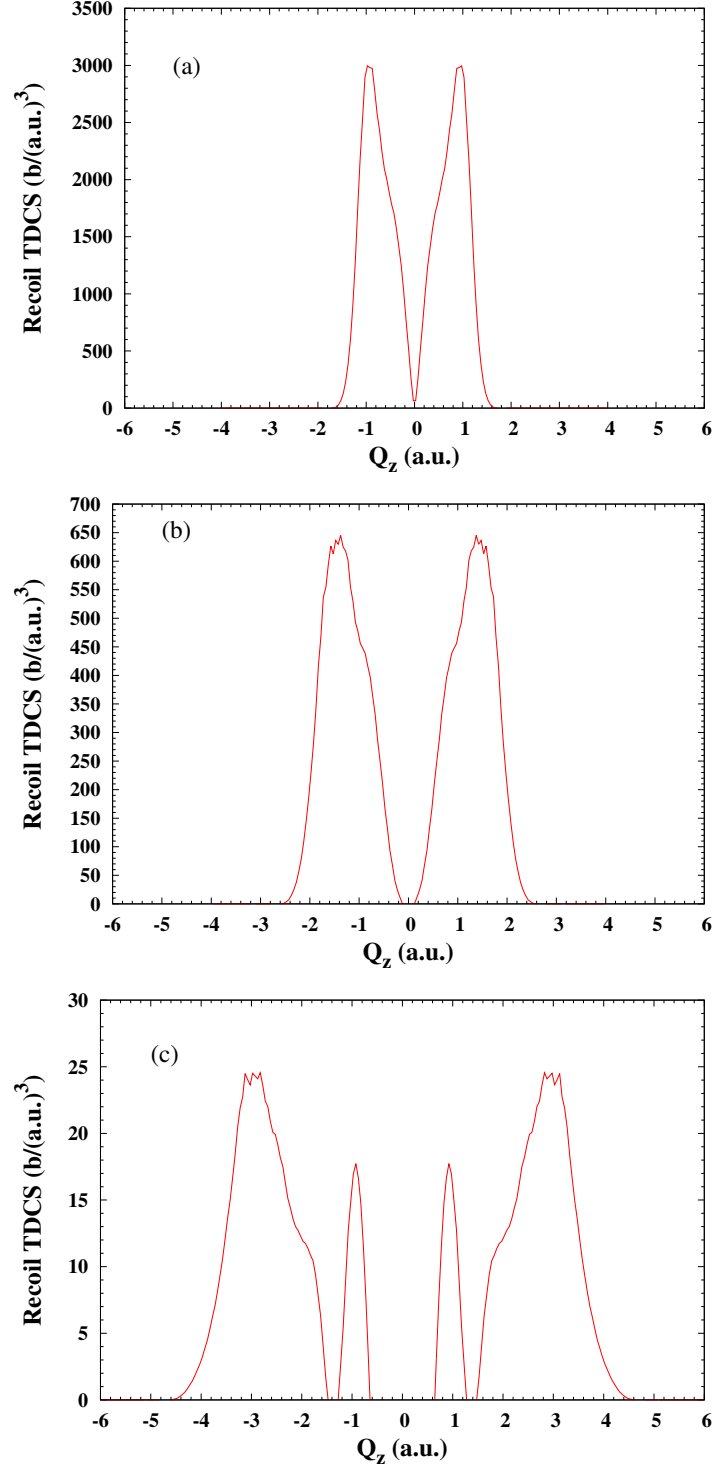 3500
3000
2500
2000
1500
1000
500
0
(a)
Recoil TDCS (b/(a.u.)^3)
-6 -5 -4 -3 -2 -1 0 1 2 3 4 5 6
Q_z (a.u.)
700
650
600
550
500
450
400
350
300
250
200
150
100
50
0
(b)
Recoil TDCS (b/(a.u.)^3)
-6 -5 -4 -3 -2 -1 0 1 2 3 4 5 6
Q_z (a.u.)
30
25
20
15
10
5
0
(c)
Recoil TDCS (b/(a.u.)^3)
-6 -5 -4 -3 -2 -1 0 1 2 3 4 5 6
Q_z (a.u.)